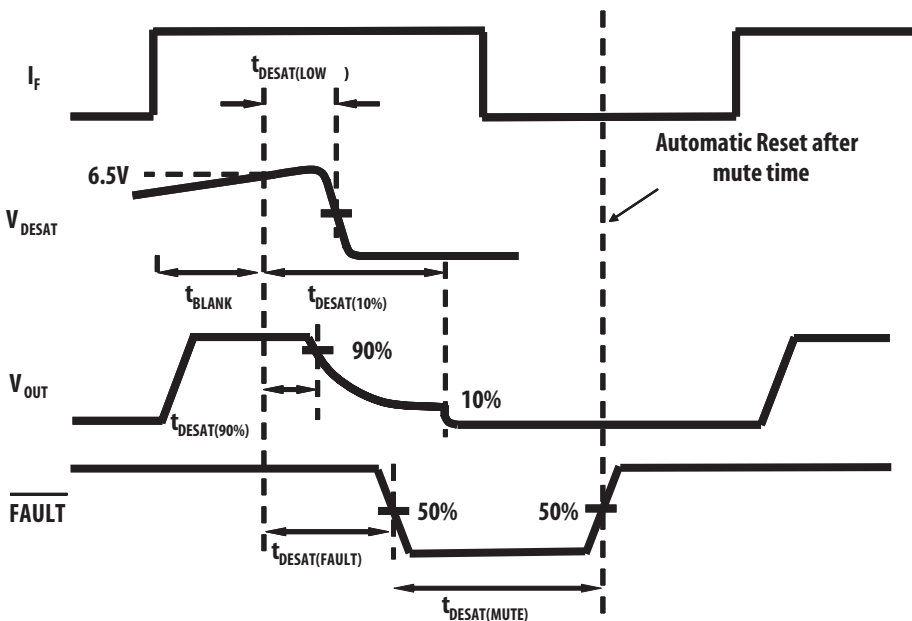 I_F
t_DESAT(LOW )
Automatic Reset after
mute time
6.5V
V_DESAT
t_BLANK
t_DESAT(10%)
90%
V_OUT
10%
t_DESAT(90%)
FAULT
50%
50%
t_DESAT(FAULT)
t_DESAT(MUTE)